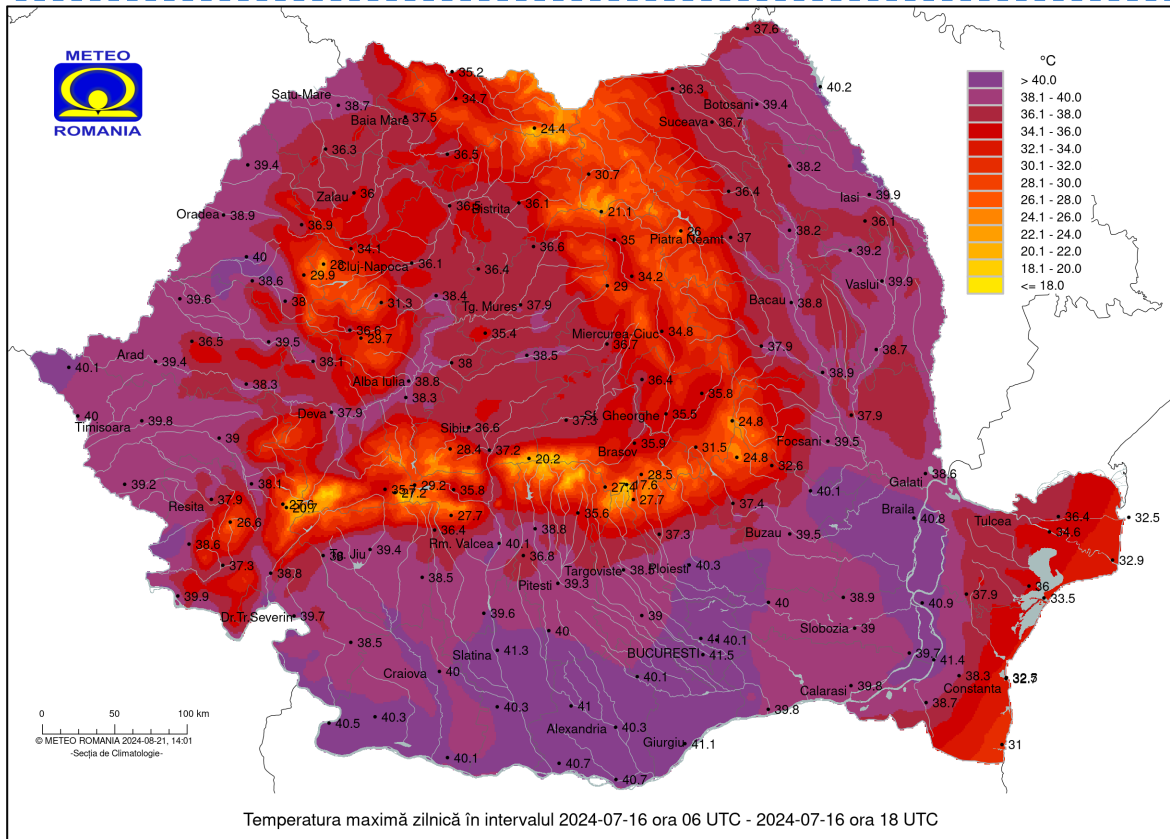 METEO
ROMANIA
°C
> 40.0
38.1 - 40.0
36.1 - 38.0
34.1 - 36.0
32.1 - 34.0
30.1 - 32.0
28.1 - 30.0
26.1 - 28.0
24.1 - 26.0
22.1 - 24.0
20.1 - 22.0
18.1 - 20.0
<= 18.0
37.6
35.2
40.2
36.3
Satu-Mare
38.7
34.7
Botosani 39.4
Baia Mare 37.5
24.4
Suceava 36.7
36.3
36.5
39.4
30.7
38.2
Zalau 36
36.4
Iasi 39.9
36.5
Bistrita 36.1
21.1
Oradea 38.9
36.9
26
36.1
38.2
34.1
36.6
35
Piatra Neamt 37
39.2
40
28
Cluj-Napoca 36.1
36.4
29.9
34.2
38.6
29
Vaslui 39.9
39.6
38
31.3
38.4
Tg. Mures 37.9
Bacau 38.8
36.6
29.7
35.4
Miercurea-Ciuc 34.8
36.5
39.5
36.7
37.9
38.7
Arad
39.4
38.1
38
38.5
40.1
38.9
38.3
Alba Iulia 38.8
36.4
38.3
35.8
40
Timisoara 39.8
Deva 37.9
37.3
Sf. Gheorghe 35.5
24.8
37.9
39
Sibiu 36.6
Focsani 39.5
28.4
37.2
20.2
Brasov 35.9
31.5
24.8
32.6
39.2
38.1
29.2
35.8
28.5
38.6
Galati
27.2
27.4
17.6
40.1
Resita 37.9
27.6
20.7
27.7
35.6
27.7
37.4
26.6
Braila 40.8
36.4
32.5
Tulcea
34.6
36.4
38.8
37.3
Buzau 39.5
38.6
Tg. Jiu 39.4
Rm. Valcea 40.1
36.8
32.9
37.3
38.8
38.5
Pitesti 39.3
Targoviste
Ploiesti 40.3
36
39.9
40
38.9
40.9
37.9
33.5
Dr.Tr.Severin 39.7
39.6
39
38.5
40
Slobozia 39
41
40.1
Slatina 41.3
BUCURESTI 41.5
39.7
41.4
Craiova 40
40.1
Calarasi 39.8
38.3
Constanta
38.7
40.5
40.3
40.3
41
39.8
0 50 100 km
Alexandria 40.3
Giurgiu 41.1
31
© METEO ROMANIA 2024-08-21, 14:01
-Secția de Climatologie-
40.1
40.7
40.7
Temperatura maximă zilnică în intervalul 2024-07-16 ora 06 UTC - 2024-07-16 ora 18 UTC